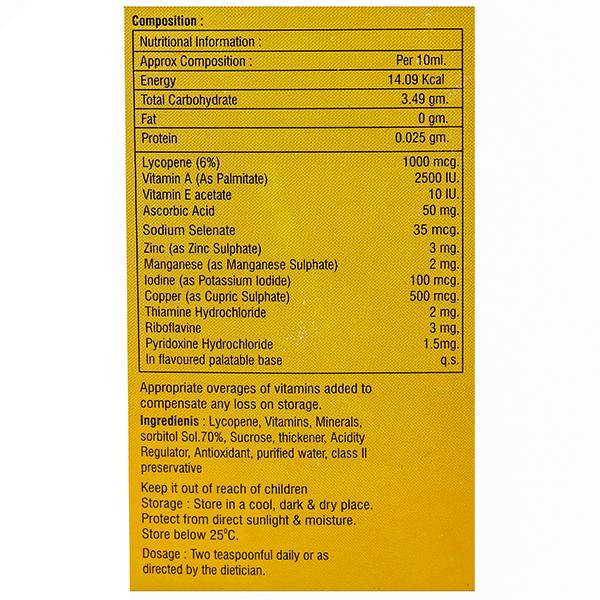 Composition :
Nutritional Information :
Approx Composition : Per 10ml.
Energy 14.09 Kcal
Total Carbohydrate 3.49 gm.
Fat 0 gm.
Protein 0.025 gm.
Lycopene (6%) 1000 mcg.
Vitamin A (As Palmitate) 2500 IU.
Vitamin E acetate 10 IU.
Ascorbic Acid 50 mg.
Sodium Selenate 35 mcg.
Zinc (as Zinc Sulphate) 3 mg.
Manganese (as Manganese Sulphate) 2 mg.
Iodine (as Potassium Iodide) 100 mcg.
Copper (as Cupric Sulphate) 500 mcg.
Thiamine Hydrochloride 2 mg.
Riboflavine 3 mg,
Pyridoxine Hydrochloride 1.5mg.
In flavoured palatable base q.s.
Appropriate overages of vitamins added to
compensate any loss on storage.
Ingredienis : Lycopene, Vitamins, Minerals,
sorbitol Sol.70%, Sucrose, thickener, Acidity
Regulator, Antioxidant, purified water, class II
preservative
Keep it out of reach of children
Storage : Store in a cool, dark & dry place.
Protect from direct sunlight & moisture.
Store below 25°C.
Dosage : Two teaspoonful daily or as
directed by the dietician.